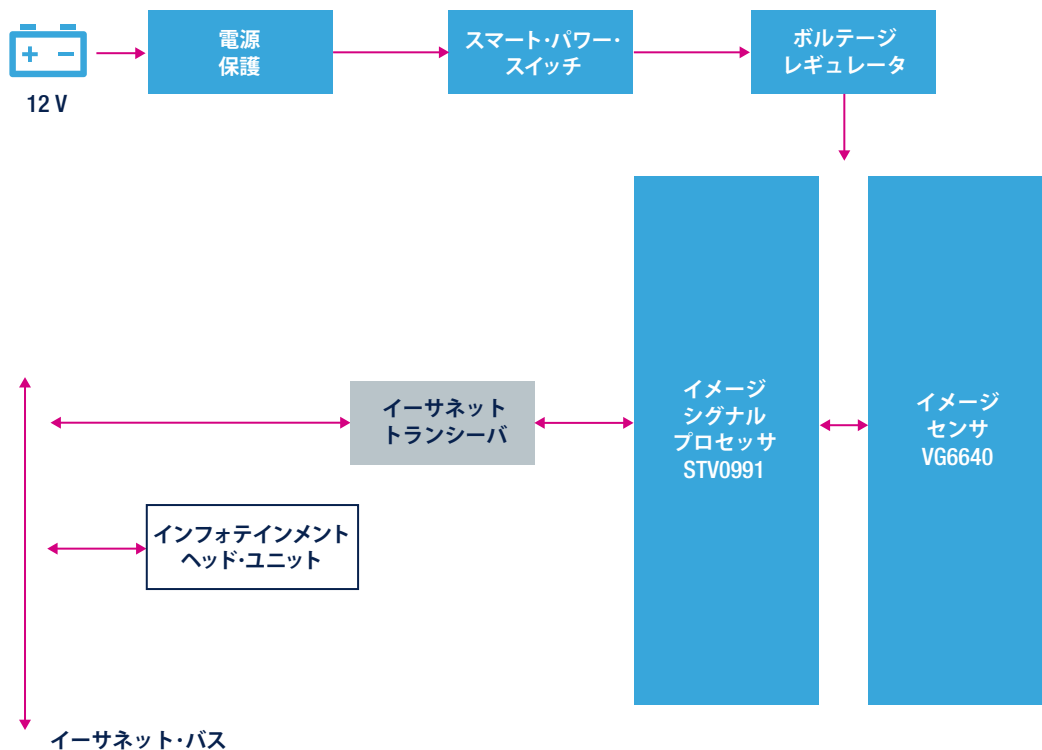 電源
保護
スマート・パワー・
スイッチ
ボルテージ
レギュレータ
+ −
12 V
イーサネット
トランシーバ
イメージ
シグナル
プロセッサ
STV0991
イメージ
センサ
VG6640
インフォテインメント
ヘッド・ユニット
イーサネット・バス